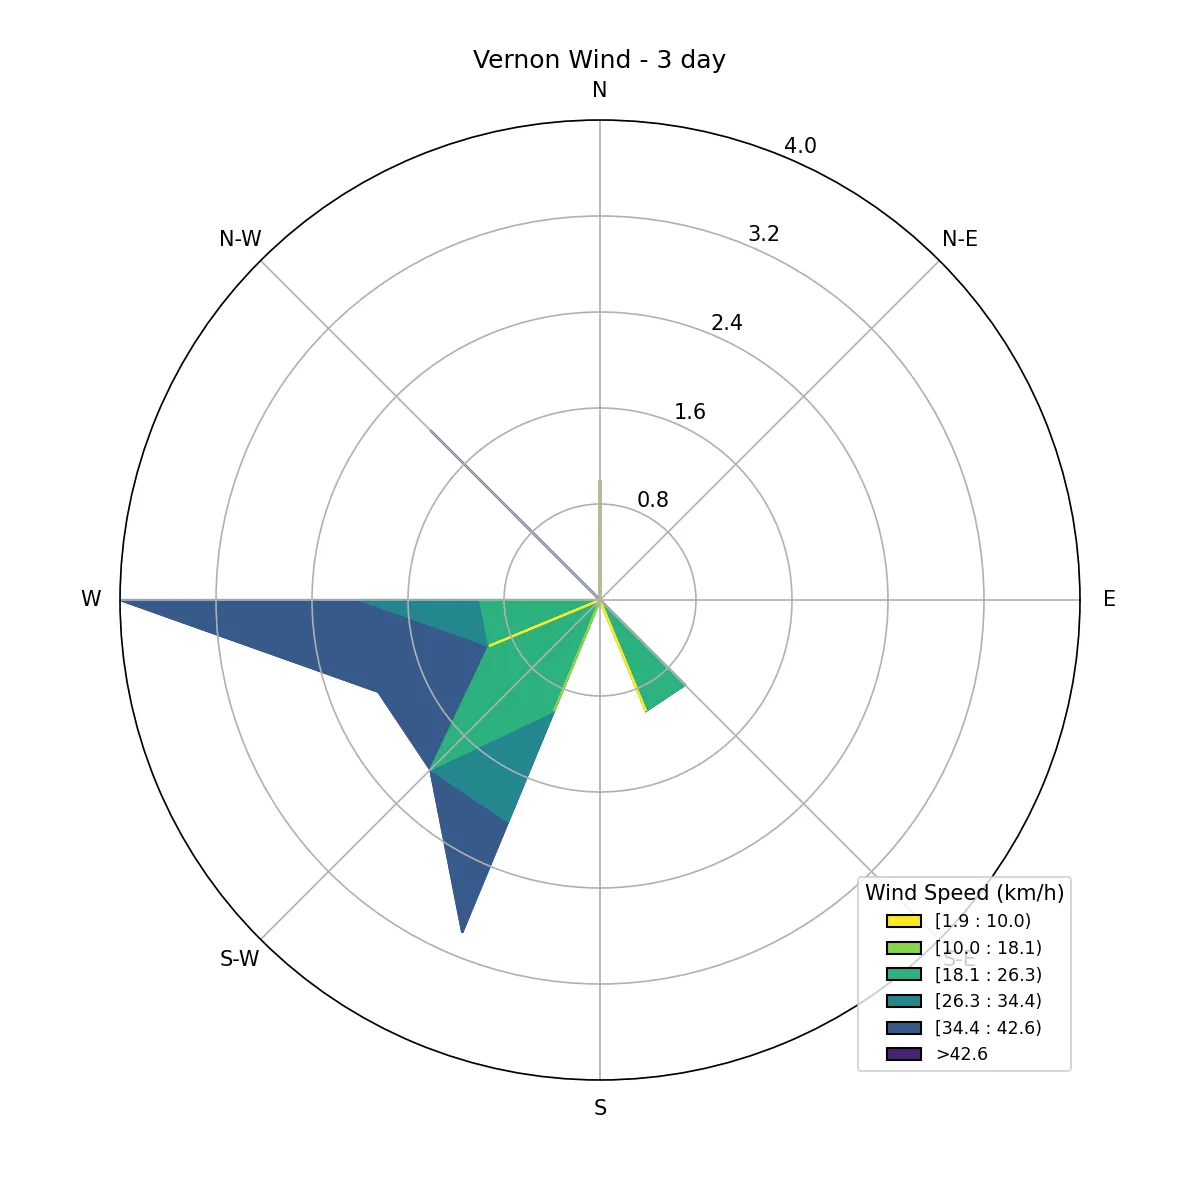 Vernon Wind - 3 day
N
4.0
N-W
3.2
N-E
2.4
1.6
0.8
W
E
Wind Speed (km/h)
[1.9 : 10.0)
[10.0 : 18.1)
S-W
S-E
[18.1 : 26.3)
[26.3 : 34.4)
[34.4 : 42.6)
>42.6
S